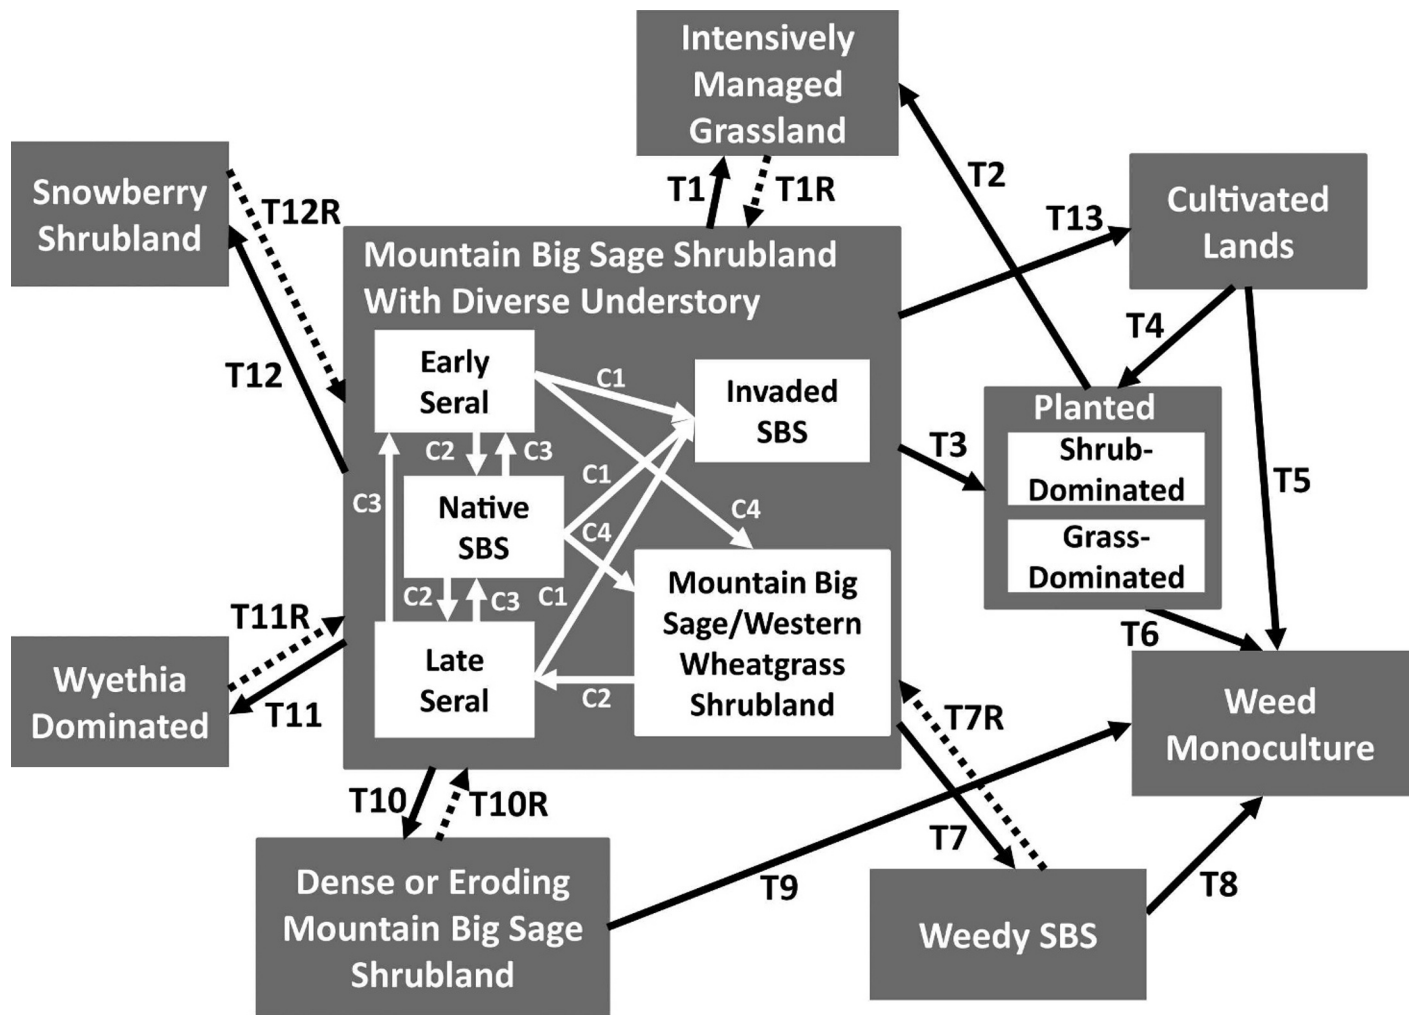 Intensively
Managed
Grassland
Snowberry
Shrubland
T12R
T12
T1
T1R
T2
T13
Cultivated
Lands
T4
T5
Mountain Big Sage Shrubland
With Diverse Understory
Early
Seral
C1
Invaded
SBS
C2
C3
C3
C1
C4
Native
SBS
C4
C2
C3
C1
Late
Seral
C2
Mountain Big
Sage/Western
Wheatgrass
Shrubland
T3
Planted
Shrub-
Dominated
Grass-
Dominated
T6
T11R
T11
Wyethia
Dominated
Weed
Monoculture
T7R
T7
T10
T10R
Dense or Eroding
Mountain Big Sage
Shrubland
T9
Weedy SBS
T8